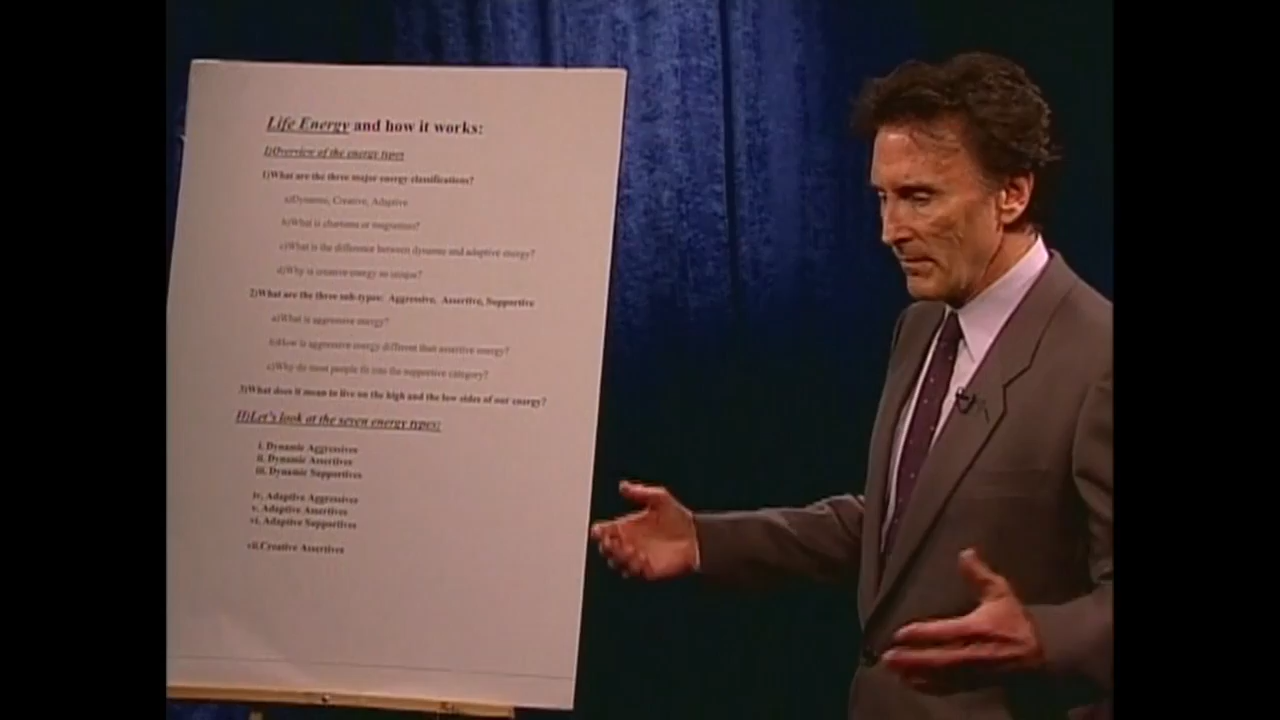 Life Energy and how it works:
I)Overview of the energy types
1)What are the three major energy classifications?
a)Dynamic, Creative, Adaptive
b)What is charisma or magnetism?
c)What is the difference between dynamic and adaptive energy?
d)Why is creative energy so unique?
2)What are the three sub-types: Aggressive, Assertive, Supportive
a)What is aggressive energy?
b)How is aggressive energy different than assertive energy?
c)Why do most people fit into the supportive category?
3)What does it mean to live on the high and the low sides of our energy?
II)Let's look at the seven energy types:
i. Dynamic Aggressives
ii. Dynamic Assertives
iii. Dynamic Supportives
iv. Adaptive Aggressives
v. Adaptive Assertives
vi. Adaptive Supportives
vii.Creative Assertives